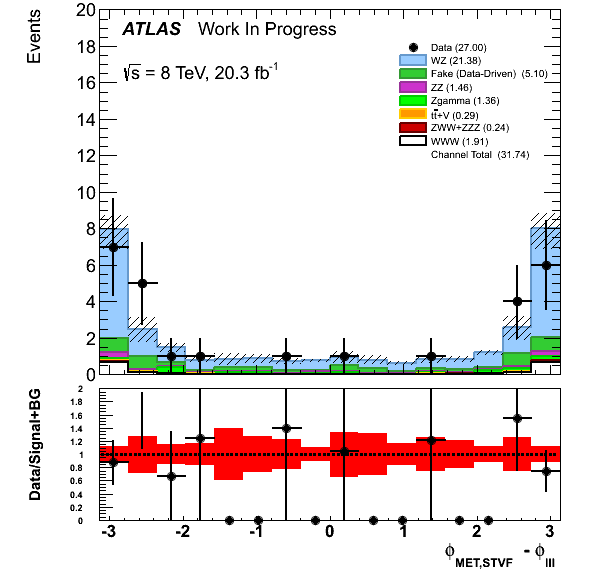 ATLAS Work In Progress
√s = 8 TeV, 20.3 fb⁻¹
Events
20
18
16
14
12
10
8
6
4
2
0
Data (27.00)
WZ (21.38)
Fake (Data-Driven) (5.10)
ZZ (1.46)
Zgamma (1.36)
tt̄+V (0.29)
ZWW+ZZZ (0.24)
WWW (1.91)
Channel Total (31.74)
Data/Signal+BG
2
1.8
1.6
1.4
1.2
1
0.8
0.6
0.4
0.2
0
-3 -2 -1 0 1 2 3
ϕMET,STVF - ϕlll